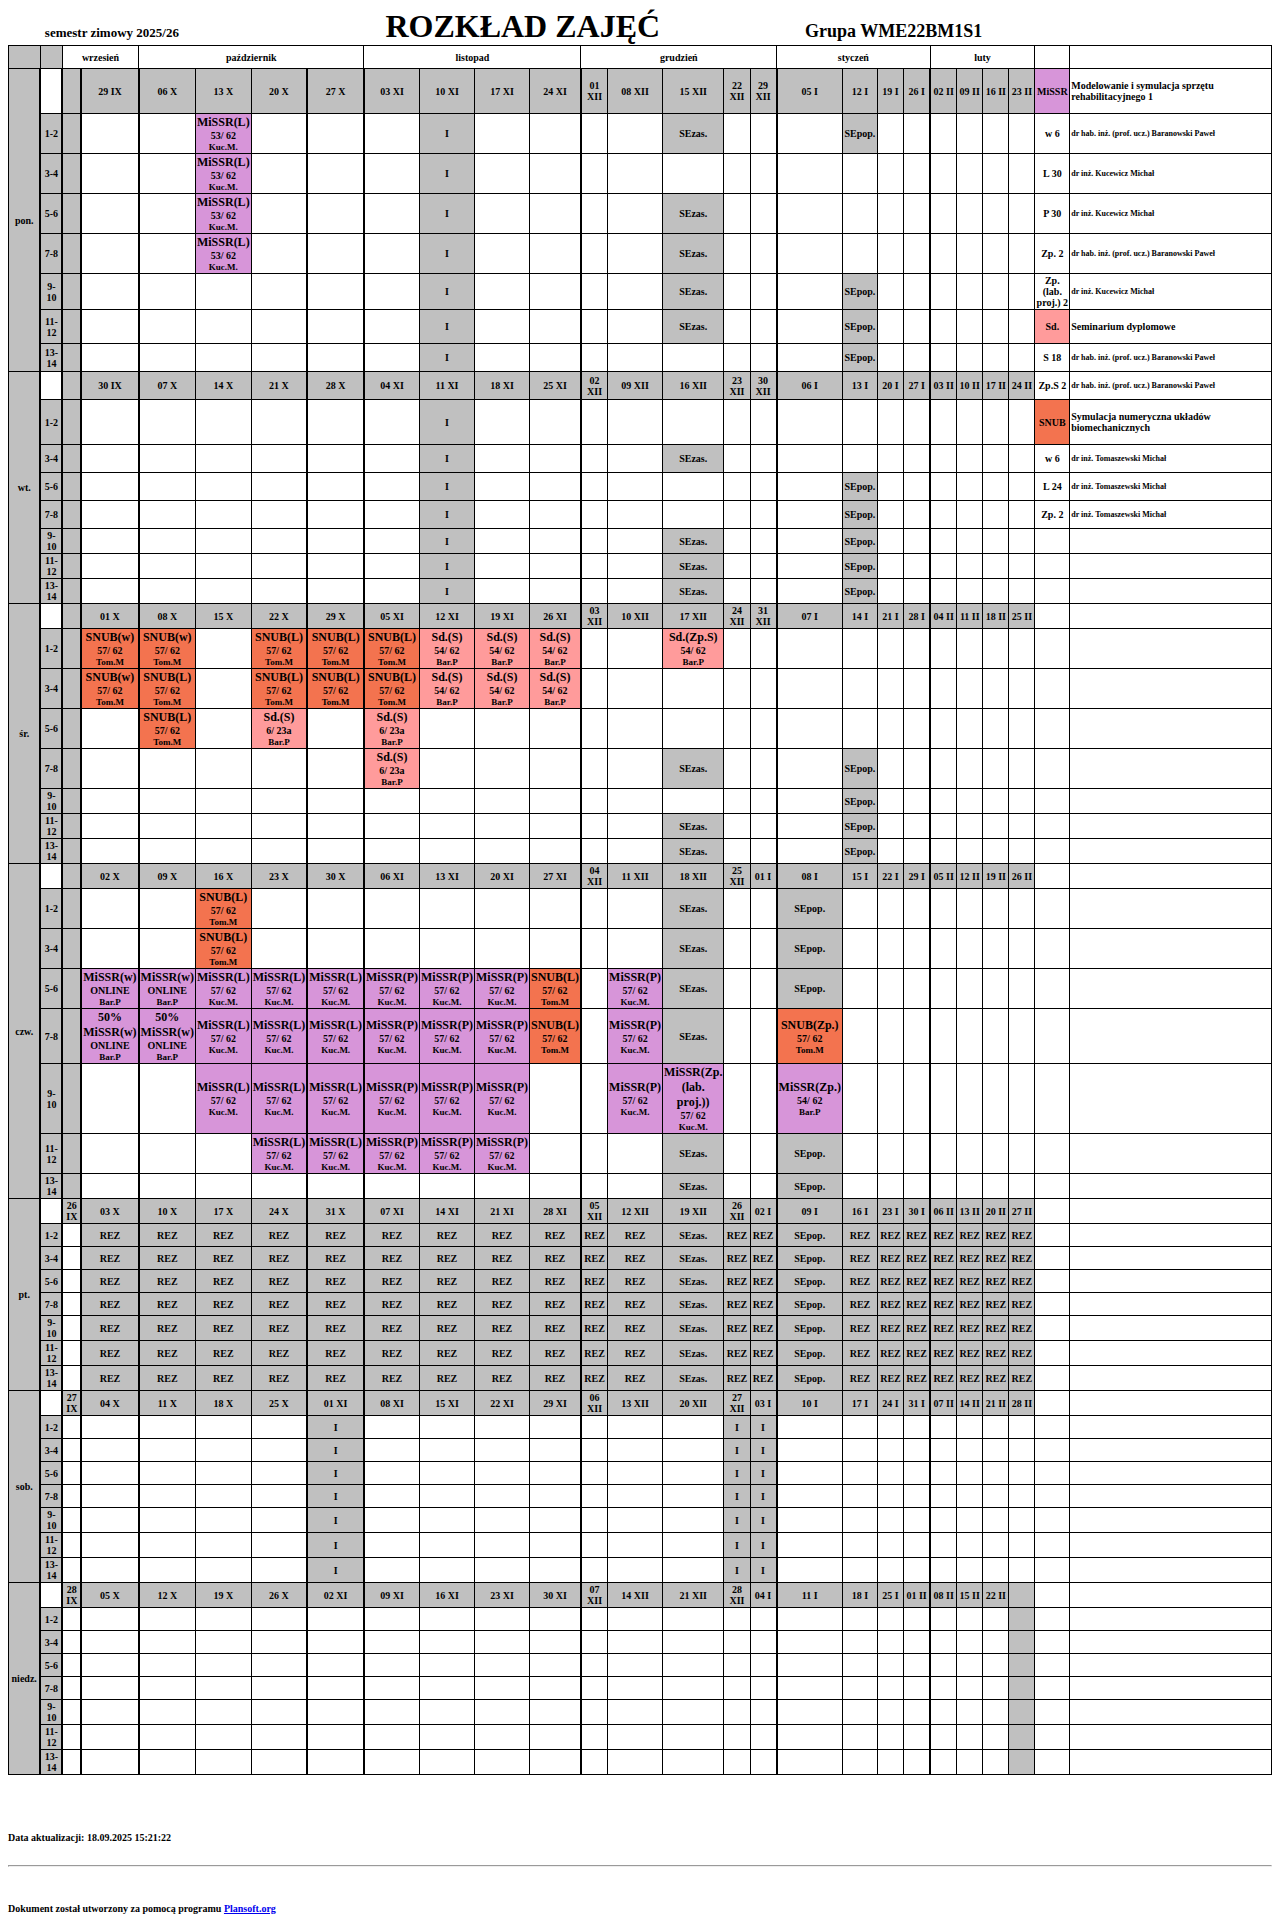 semestr zimowy 2025/26 ROZKŁAD ZAJĘĆ Grupa WME22BM1S1
wrzesień październik listopad grudzień styczeń luty
pon. 29 IX 06 X 13 X 20 X 27 X 03 XI 10 XI 17 XI 24 XI 01 XII 08 XII 15 XII 22 XII 29 XII 05 I 12 I 19 I 26 I 02 II 09 II 16 II 23 II MiSSR Modelowanie i symulacja sprzętu rehabilitacyjnego 1
1-2 MiSSR(L) 53/ 62 Kuc.M. I SEzas. SEpop. w 6 dr hab. inż. (prof. ucz.) Baranowski Paweł
3-4 MiSSR(L) 53/ 62 Kuc.M. I L 30 dr inż. Kucewicz Michał
5-6 MiSSR(L) 53/ 62 Kuc.M. I SEzas. P 30 dr inż. Kucewicz Michał
7-8 MiSSR(L) 53/ 62 Kuc.M. I SEzas. Zp. 2 dr hab. inż. (prof. ucz.) Baranowski Paweł
9-10 I SEzas. SEpop. Zp. (lab. proj.) 2 dr inż. Kucewicz Michał
11-12 I SEzas. SEpop. Sd. Seminarium dyplomowe
13-14 I SEpop. S 18 dr hab. inż. (prof. ucz.) Baranowski Paweł
wt. 30 IX 07 X 14 X 21 X 28 X 04 XI 11 XI 18 XI 25 XI 02 XII 09 XII 16 XII 23 XII 30 XII 06 I 13 I 20 I 27 I 03 II 10 II 17 II 24 II Zp.S 2 dr hab. inż. (prof. ucz.) Baranowski Paweł
1-2 I SNUB Symulacja numeryczna układów biomechanicznych
3-4 I SEzas. w 6 dr inż. Tomaszewski Michał
5-6 I SEpop. L 24 dr inż. Tomaszewski Michał
7-8 I SEpop. Zp. 2 dr inż. Tomaszewski Michał
9-10 I SEzas. SEpop.
11-12 I SEzas. SEpop.
13-14 I SEzas. SEpop.
śr. 01 X 08 X 15 X 22 X 29 X 05 XI 12 XI 19 XI 26 XI 03 XII 10 XII 17 XII 24 XII 31 XII 07 I 14 I 21 I 28 I 04 II 11 II 18 II 25 II
1-2 SNUB(w) 57/ 62 Tom.M SNUB(w) 57/ 62 Tom.M SNUB(L) 57/ 62 Tom.M SNUB(L) 57/ 62 Tom.M SNUB(L) 57/ 62 Tom.M Sd.(S) 54/ 62 Bar.P Sd.(S) 54/ 62 Bar.P Sd.(S) 54/ 62 Bar.P Sd.(Zp.S) 54/ 62 Bar.P
3-4 SNUB(w) 57/ 62 Tom.M SNUB(L) 57/ 62 Tom.M SNUB(L) 57/ 62 Tom.M SNUB(L) 57/ 62 Tom.M SNUB(L) 57/ 62 Tom.M Sd.(S) 54/ 62 Bar.P Sd.(S) 54/ 62 Bar.P Sd.(S) 54/ 62 Bar.P
5-6 SNUB(L) 57/ 62 Tom.M Sd.(S) 6/ 23a Bar.P Sd.(S) 6/ 23a Bar.P
7-8 Sd.(S) 6/ 23a Bar.P SEzas. SEpop.
9-10 SEpop.
11-12 SEzas. SEpop.
13-14 SEzas. SEpop.
czw. 02 X 09 X 16 X 23 X 30 X 06 XI 13 XI 20 XI 27 XI 04 XII 11 XII 18 XII 25 XII 01 I 08 I 15 I 22 I 29 I 05 II 12 II 19 II 26 II
1-2 SNUB(L) 57/ 62 Tom.M SEzas. SEpop.
3-4 SNUB(L) 57/ 62 Tom.M SEzas. SEpop.
5-6 MiSSR(w) ONLINE Bar.P MiSSR(w) ONLINE Bar.P MiSSR(L) 57/ 62 Kuc.M. MiSSR(L) 57/ 62 Kuc.M. MiSSR(L) 57/ 62 Kuc.M. MiSSR(P) 57/ 62 Kuc.M. MiSSR(P) 57/ 62 Kuc.M. MiSSR(P) 57/ 62 Kuc.M. SNUB(L) 57/ 62 Tom.M MiSSR(P) 57/ 62 Kuc.M. SEzas. SEpop.
7-8 50% MiSSR(w) ONLINE Bar.P 50% MiSSR(w) ONLINE Bar.P MiSSR(L) 57/ 62 Kuc.M. MiSSR(L) 57/ 62 Kuc.M. MiSSR(L) 57/ 62 Kuc.M. MiSSR(P) 57/ 62 Kuc.M. MiSSR(P) 57/ 62 Kuc.M. MiSSR(P) 57/ 62 Kuc.M. SNUB(L) 57/ 62 Tom.M MiSSR(P) 57/ 62 Kuc.M. SEzas. SNUB(Zp.) 57/ 62 Tom.M
9-10 MiSSR(L) 57/ 62 Kuc.M. MiSSR(L) 57/ 62 Kuc.M. MiSSR(L) 57/ 62 Kuc.M. MiSSR(P) 57/ 62 Kuc.M. MiSSR(P) 57/ 62 Kuc.M. MiSSR(P) 57/ 62 Kuc.M. MiSSR(P) 57/ 62 Kuc.M. MiSSR(Zp. (lab. proj.)) 57/ 62 Kuc.M. MiSSR(Zp.) 54/ 62 Bar.P
11-12 MiSSR(L) 57/ 62 Kuc.M. MiSSR(L) 57/ 62 Kuc.M. MiSSR(P) 57/ 62 Kuc.M. MiSSR(P) 57/ 62 Kuc.M. MiSSR(P) 57/ 62 Kuc.M. SEzas. SEpop.
13-14 SEzas. SEpop.
pt. 26 IX 03 X 10 X 17 X 24 X 31 X 07 XI 14 XI 21 XI 28 XI 05 XII 12 XII 19 XII 26 XII 02 I 09 I 16 I 23 I 30 I 06 II 13 II 20 II 27 II
1-2 REZ REZ REZ REZ REZ REZ REZ REZ REZ REZ REZ SEzas. REZ REZ SEpop. REZ REZ REZ REZ REZ REZ REZ
3-4 REZ REZ REZ REZ REZ REZ REZ REZ REZ REZ REZ SEzas. REZ REZ SEpop. REZ REZ REZ REZ REZ REZ REZ
5-6 REZ REZ REZ REZ REZ REZ REZ REZ REZ REZ REZ SEzas. REZ REZ SEpop. REZ REZ REZ REZ REZ REZ REZ
7-8 REZ REZ REZ REZ REZ REZ REZ REZ REZ REZ REZ SEzas. REZ REZ SEpop. REZ REZ REZ REZ REZ REZ REZ
9-10 REZ REZ REZ REZ REZ REZ REZ REZ REZ REZ REZ SEzas. REZ REZ SEpop. REZ REZ REZ REZ REZ REZ REZ
11-12 REZ REZ REZ REZ REZ REZ REZ REZ REZ REZ REZ SEzas. REZ REZ SEpop. REZ REZ REZ REZ REZ REZ REZ
13-14 REZ REZ REZ REZ REZ REZ REZ REZ REZ REZ REZ SEzas. REZ REZ SEpop. REZ REZ REZ REZ REZ REZ REZ
sob. 27 IX 04 X 11 X 18 X 25 X 01 XI 08 XI 15 XI 22 XI 29 XI 06 XII 13 XII 20 XII 27 XII 03 I 10 I 17 I 24 I 31 I 07 II 14 II 21 II 28 II
1-2 I I I
3-4 I I I
5-6 I I I
7-8 I I I
9-10 I I I
11-12 I I I
13-14 I I I
niedz. 28 IX 05 X 12 X 19 X 26 X 02 XI 09 XI 16 XI 23 XI 30 XI 07 XII 14 XII 21 XII 28 XII 04 I 11 I 18 I 25 I 01 II 08 II 15 II 22 II
1-2
3-4
5-6
7-8
9-10
11-12
13-14
Data aktualizacji: 18.09.2025 15:21:22
Dokument został utworzony za pomocą programu Plansoft.org